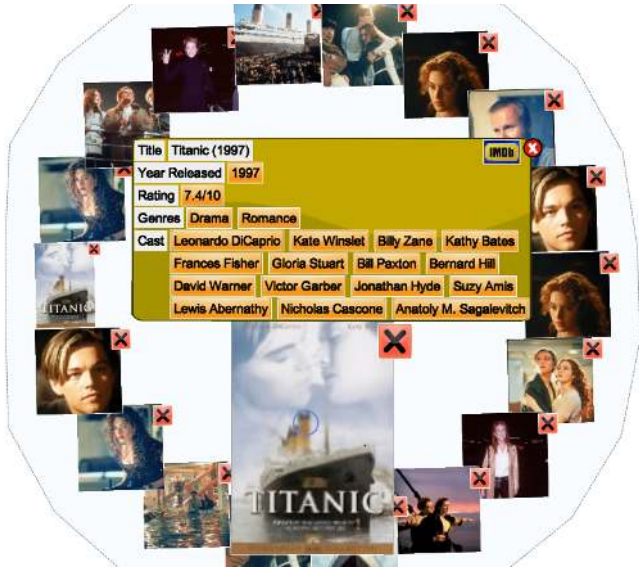 Title Titanic (1997) IMDb
Year Released 1997
Rating 7.4/10
Genres Drama Romance
Cast Leonardo DiCaprio Kate Winslet Billy Zane Kathy Bates
Frances Fisher Gloria Stuart Bill Paxton Bernard Hill
David Warner Victor Garber Jonathan Hyde Suzy Amis
Lewis Abernathy Nicholas Cascone Anatoly M. Sagalevitch
TITANIC